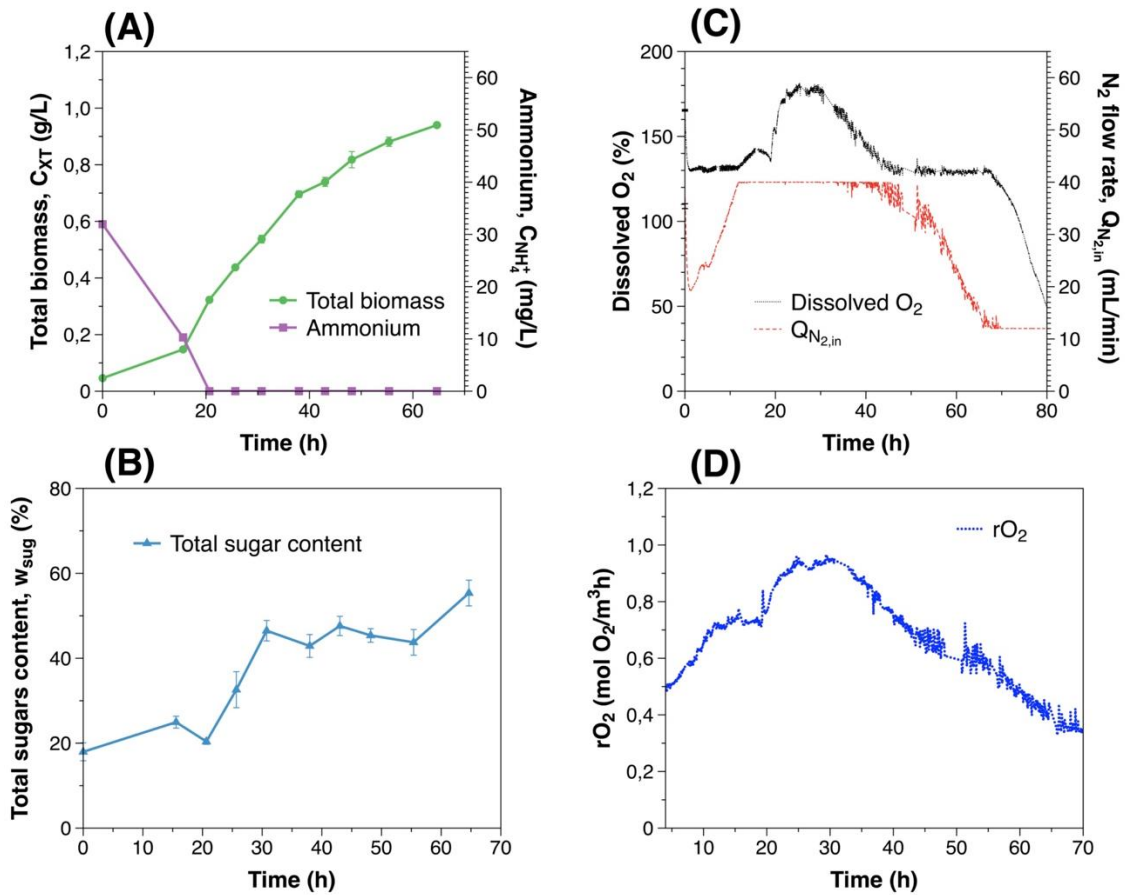 (A)
Total biomass, C_XT (g/L)
1,2
1,0
0,8
0,6
0,4
0,2
0
60
50
40
30
20
10
0
Ammonium, C_NH₄⁺ (mg/L)
Total biomass
Ammonium
0 20 40 60
Time (h)
(C)
Dissolved O₂ (%)
200
150
100
50
0
60
50
40
30
20
10
0
N₂ flow rate, Q_N₂,in (mL/min)
Dissolved O₂
Q_N₂,in
0 20 40 60 80
Time (h)
(B)
Total sugars content, w_sug (%)
80
60
40
20
0
Total sugar content
0 10 20 30 40 50 60 70
Time (h)
(D)
rO₂ (mol O₂/m³h)
1,2
1,0
0,8
0,6
0,4
0,2
0
rO₂
10 20 30 40 50 60 70
Time (h)